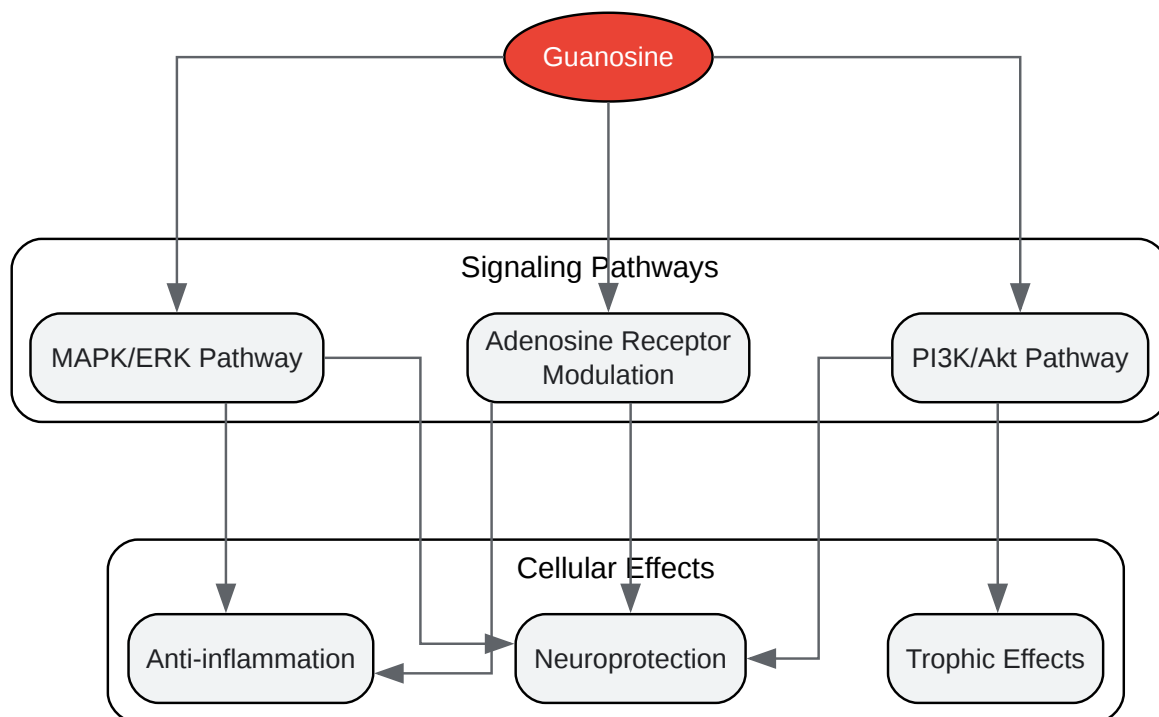 Guanosine
Signaling Pathways
MAPK/ERK Pathway
Adenosine Receptor
Modulation
PI3K/Akt Pathway
Cellular Effects
Anti-inflammation
Neuroprotection
Trophic Effects